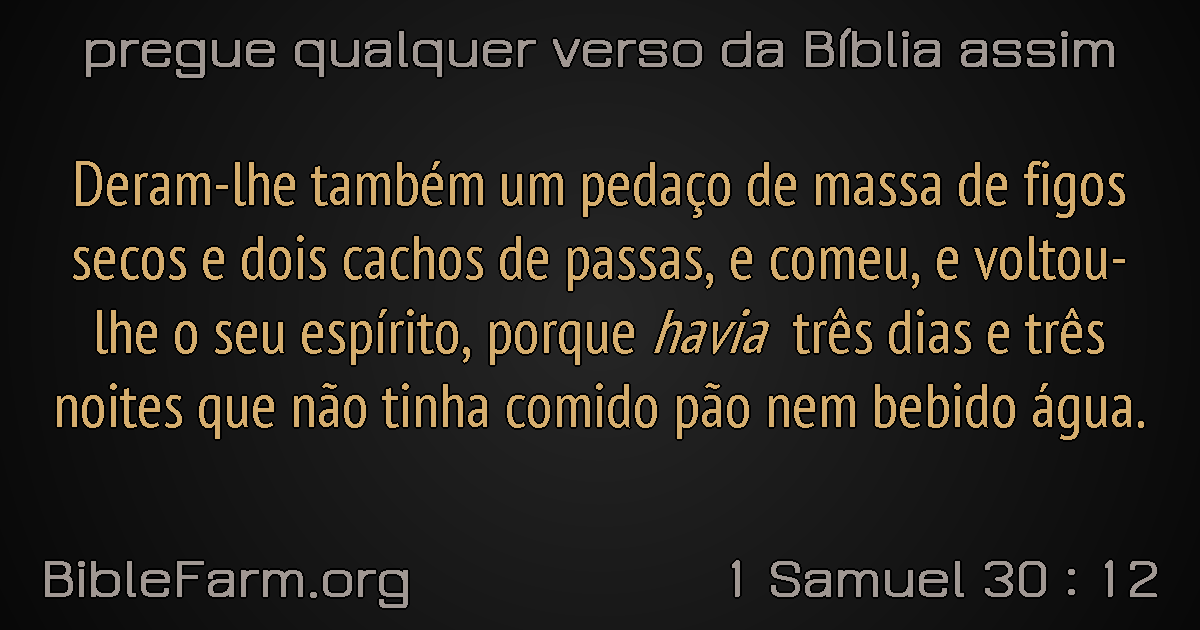 pregue qualquer verso da Bíblia assim
Deram-lhe também um pedaço de massa de figos
secos e dois cachos de passas, e comeu, e voltou-
lhe o seu espírito, porque havia três dias e três
noites que não tinha comido pão nem bebido água.
BibleFarm.org
1 Samuel 30 : 12